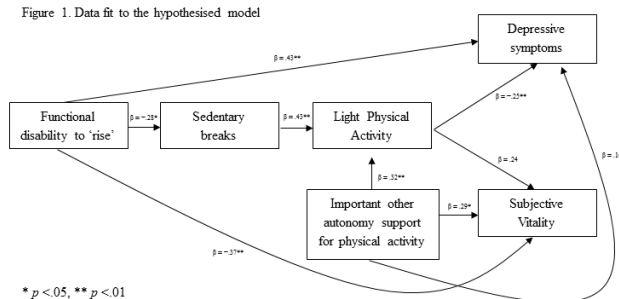 Figure 1. Data fit to the hypothesised model
Depressive
symptoms
β = .43**
Functional
disability to ‘rise’
β = -.28*
Sedentary
breaks
β = .43**
Light Physical
Activity
β = -.25**
β = .24
β = .1
β = .32**
Important other
autonomy support
for physical activity
β = .29*
Subjective
Vitality
β = -.37**
* p <.05, ** p <.01